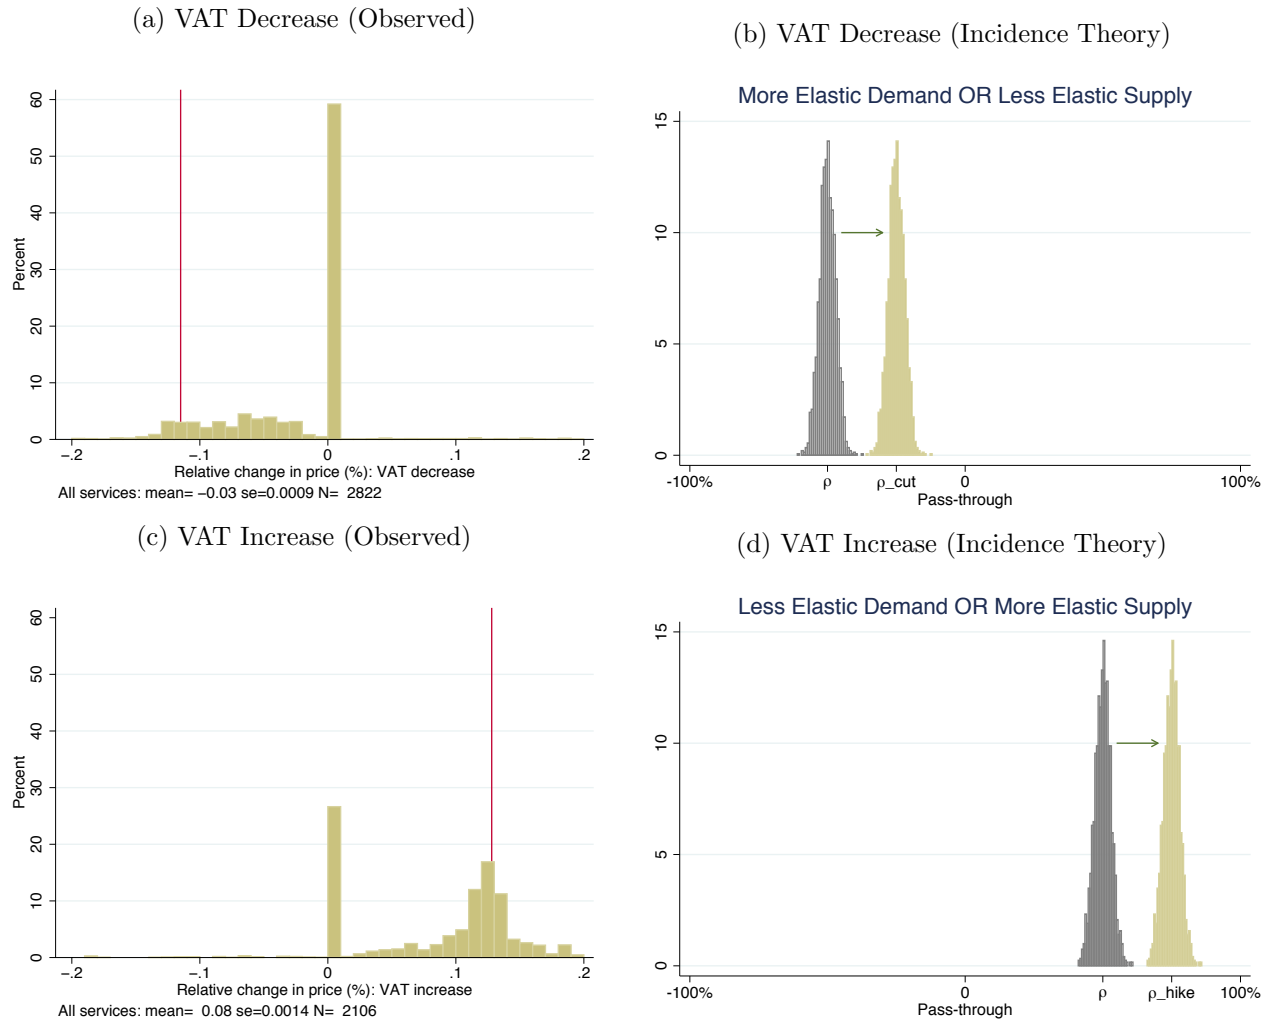 (a) VAT Decrease (Observed)
60
50
40
30
20
10
0
Percent
−.2
−.1
0
.1
.2
Relative change in price (%): VAT decrease
All services: mean= −0.03 se=0.0009 N= 2822
(b) VAT Decrease (Incidence Theory)
More Elastic Demand OR Less Elastic Supply
15
10
5
0
-100%
ρ
ρ_cut
0
100%
Pass-through
(c) VAT Increase (Observed)
60
50
40
30
20
10
0
Percent
−.2
−.1
0
.1
.2
Relative change in price (%): VAT increase
All services: mean= 0.08 se=0.0014 N= 2106
(d) VAT Increase (Incidence Theory)
Less Elastic Demand OR More Elastic Supply
15
10
5
0
-100%
0
ρ
ρ_hike
100%
Pass-through